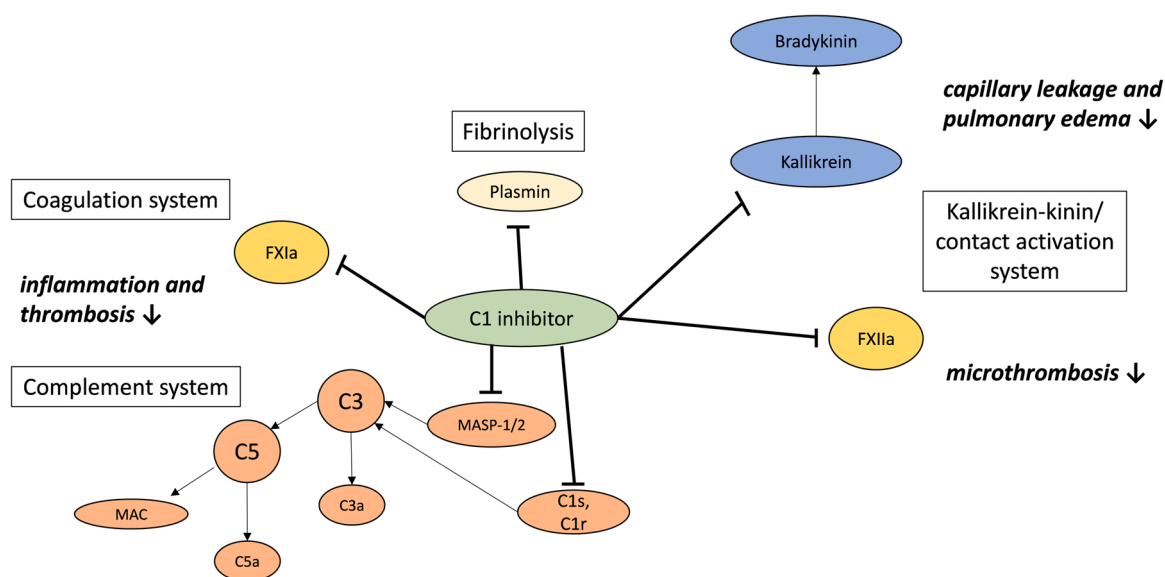 Bradykinin
capillary leakage and
pulmonary edema ↓
Fibrinolysis
Kallikrein
Plasmin
Coagulation system
Kallikrein-kinin/
contact activation
system
FXIa
inflammation and
thrombosis ↓
C1 inhibitor
FXIIa
microthrombosis ↓
Complement system
C3
MASP-1/2
C5
C3a
C1s,
C1r
MAC
C5a